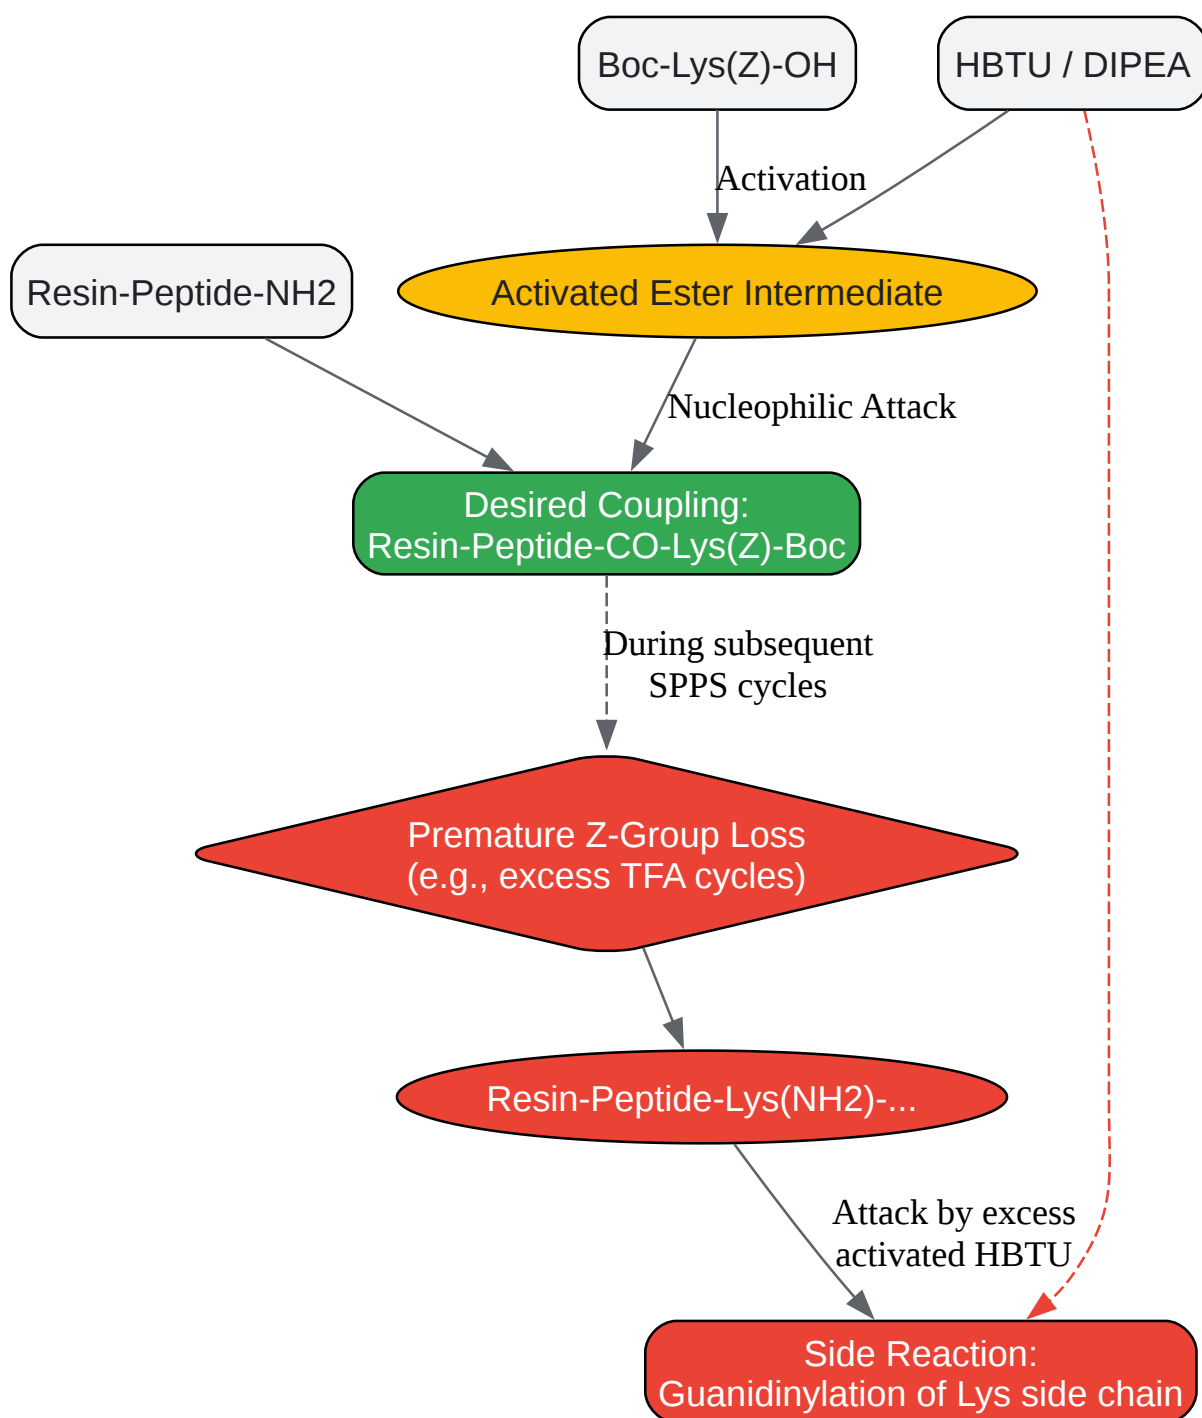 Boc-Lys(Z)-OH
HBTU / DIPEA
Activation
Resin-Peptide-NH2
Activated Ester Intermediate
Nucleophilic Attack
Desired Coupling:
Resin-Peptide-CO-Lys(Z)-Boc
During subsequent
SPPS cycles
Premature Z-Group Loss
(e.g., excess TFA cycles)
Resin-Peptide-Lys(NH2)-...
Attack by excess
activated HBTU
Side Reaction:
Guanidinylation of Lys side chain